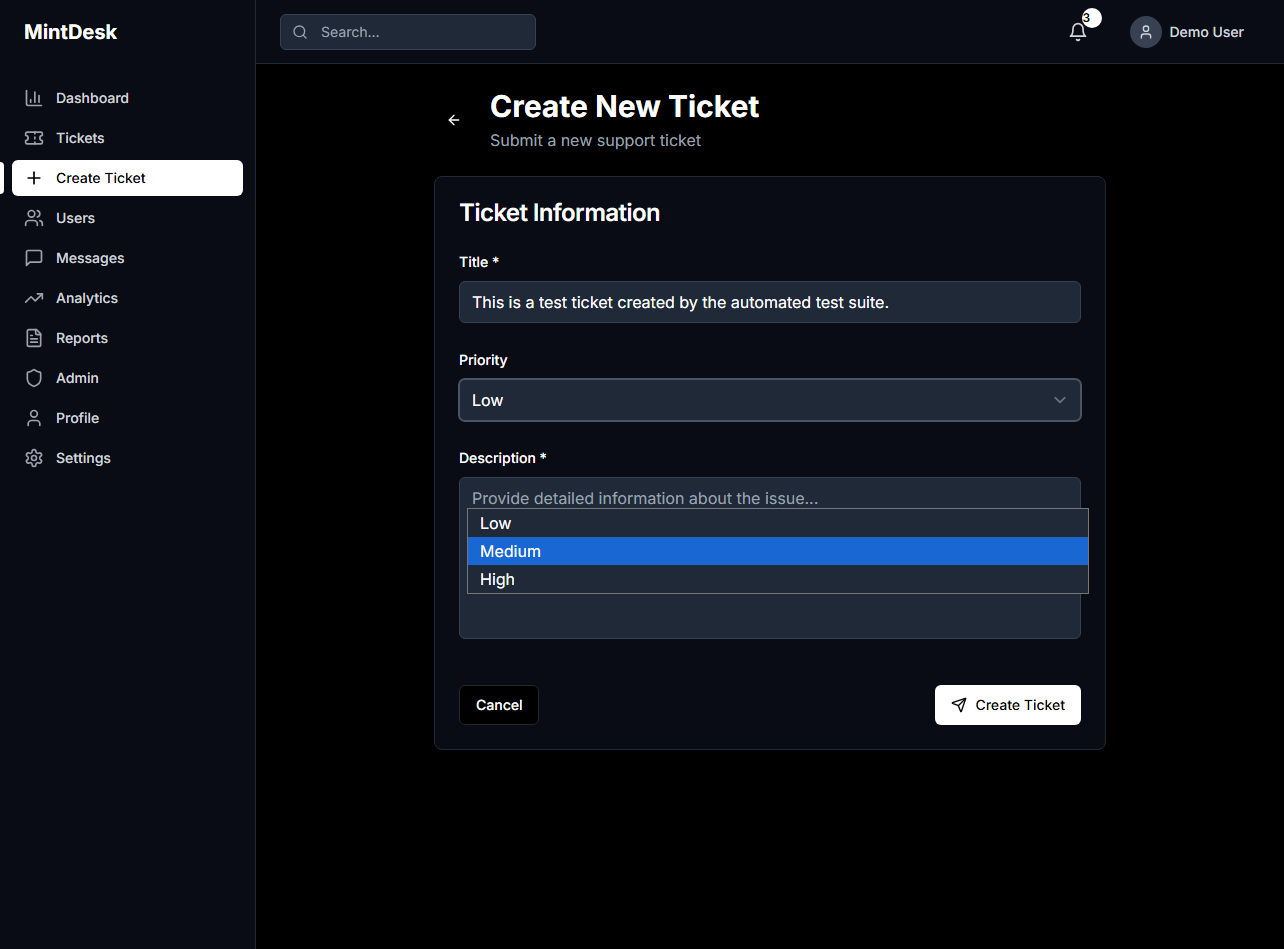 MintDesk
Search...
3
Demo User
Dashboard
Tickets
Create Ticket
Users
Messages
Analytics
Reports
Admin
Profile
Settings
Create New Ticket
Submit a new support ticket
Ticket Information
Title *
This is a test ticket created by the automated test suite.
Priority
Low
Description *
Provide detailed information about the issue...
Low
Medium
High
Cancel
Create Ticket